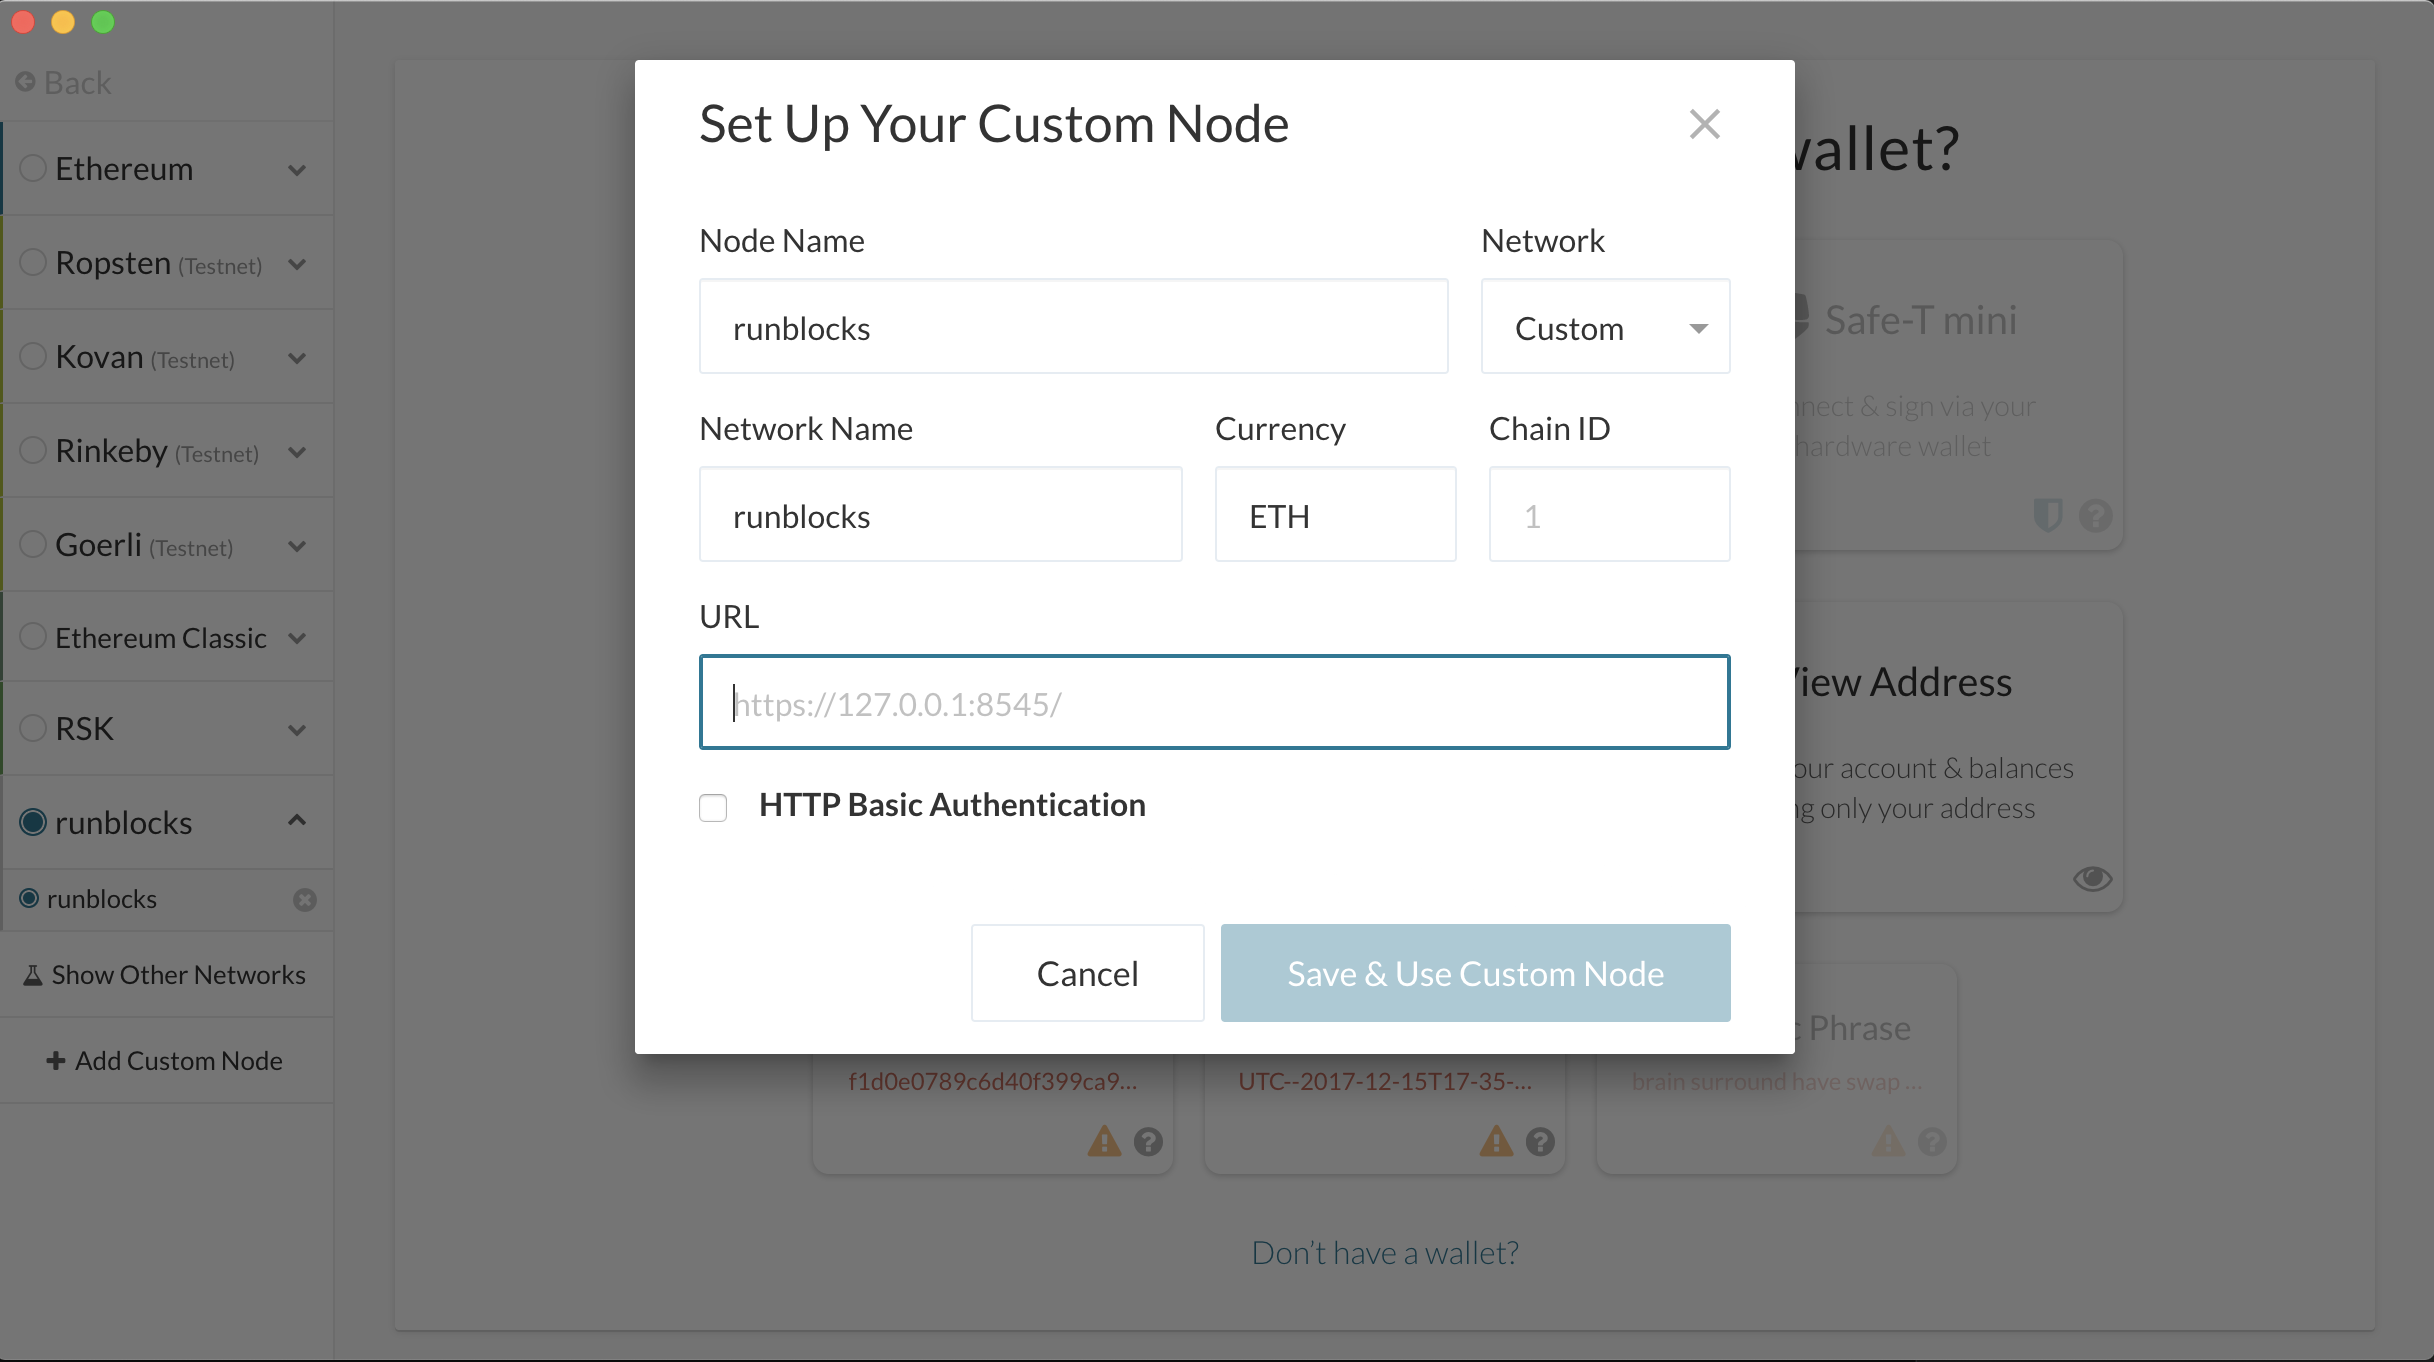 Back
Ethereum
Ropsten (Testnet)
Kovan (Testnet)
Rinkeby (Testnet)
Goerli (Testnet)
Ethereum Classic
RSK
runblocks
runblocks
Show Other Networks
Add Custom Node
Set Up Your Custom Node
Node Name
Network
runblocks
Custom
Network Name
Currency
Chain ID
runblocks
ETH
1
URL
https://127.0.0.1:8545/
HTTP Basic Authentication
Cancel
Save & Use Custom Node
wallet?
Safe-T mini
& sign via your
hardware wallet
View Address
account & balances
only your address
Phrase
f1d0e0789c6d40f399ca9...
UTC--2017-12-15T17-35-...
brain surround have swap ...
Don't have a wallet?